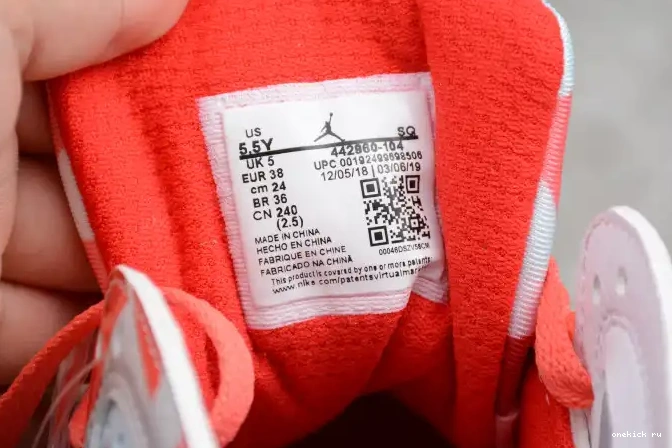 US
5.5Y
SQ
442860-104
UK 5
UPC 00192499698506
EUR 38
12/05/18 | 03/06/19
cm 24
BR 36
CN 240
(2.5)
MADE IN CHINA
HECHO EN CHINA
FABRIQUE EN CHINE
FABRICADO NA CHINA
00046DSZV58CM
This product is covered by one or more patents
www.nike.com/patentsvirtualmar
onekick ru